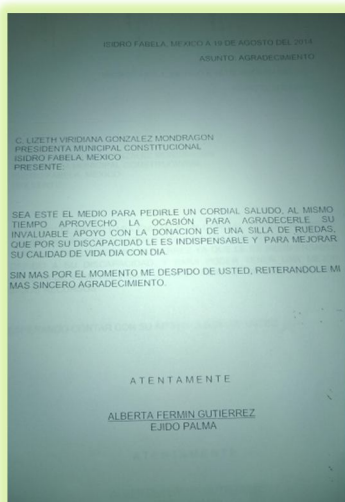 ISIDRO FABELA, MEXICO A 19 DE AGOSTO DEL 2014
ASUNTO: AGRADECIMIENTO
C. LIZETH VIRIDIANA GONZALEZ MONDRAGON
PRESIDENTA MUNICIPAL CONSTITUCIONAL
ISIDRO FABELA, MEXICO
PRESENTE.
SEA ESTE EL MEDIO PARA PEDIRLE UN CORDIAL SALUDO, AL MISMO
TIEMPO APROVECHO LA OCASIÓN PARA AGRADECERLE SU
INVALUABLE APOYO CON LA DONACION DE UNA SILLA DE RUEDAS,
QUE POR SU DISCAPACIDAD LE ES INDISPENSABLE Y PARA MEJORAR
SU CALIDAD DE VIDA DIA CON DIA.
SIN MAS POR EL MOMENTO ME DESPIDO DE USTED, REITERANDOLE MI
MAS SINCERO AGRADECIMIENTO.
ATENTAMENTE
ALBERTA FERMIN GUTIERREZ
EJIDO PALMA